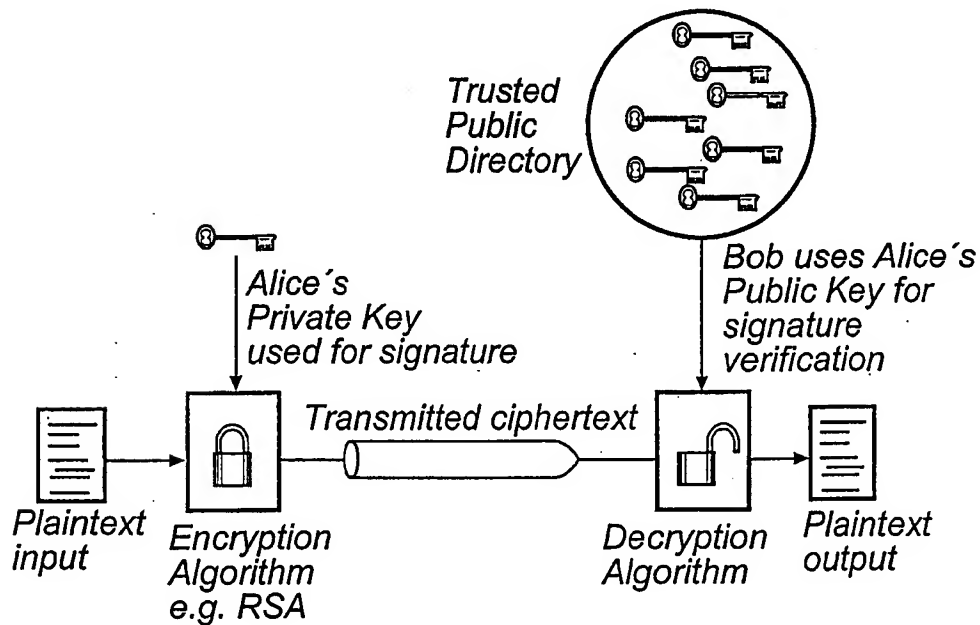 Trusted
Public
Directory
Alice´s
Private Key
used for signature
Bob uses Alice´s
Public Key for
signature
verification
Transmitted ciphertext
Plaintext
input
Encryption
Algorithm
e.g. RSA
Decryption
Algorithm
Plaintext
output